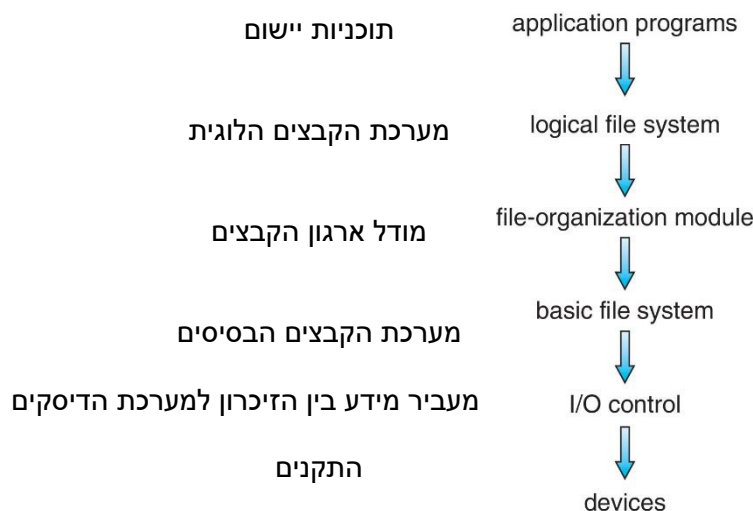 תוכניות יישום
application programs
מערכת הקבצים הלוגית
logical file system
מודל ארגון הקבצים
file-organization module
מערכת הקבצים הבסיסים
basic file system
מעביר מידע בין הזיכרון למערכת הדיסקים
I/O control
התקנים
devices